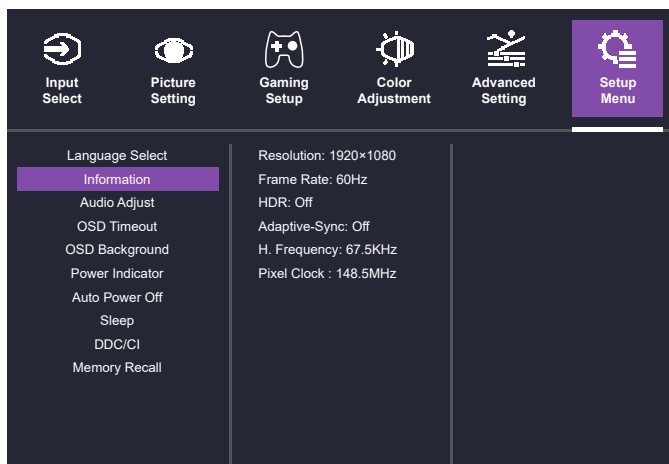 Input
Select
Picture
Setting
Gaming
Setup
Color
Adjustment
Advanced
Setting
Setup
Menu
Language Select
Information
Audio Adjust
OSD Timeout
OSD Background
Power Indicator
Auto Power Off
Sleep
DDC/CI
Memory Recall
Resolution: 1920×1080
Frame Rate: 60Hz
HDR: Off
Adaptive-Sync: Off
H. Frequency: 67.5KHz
Pixel Clock : 148.5MHz